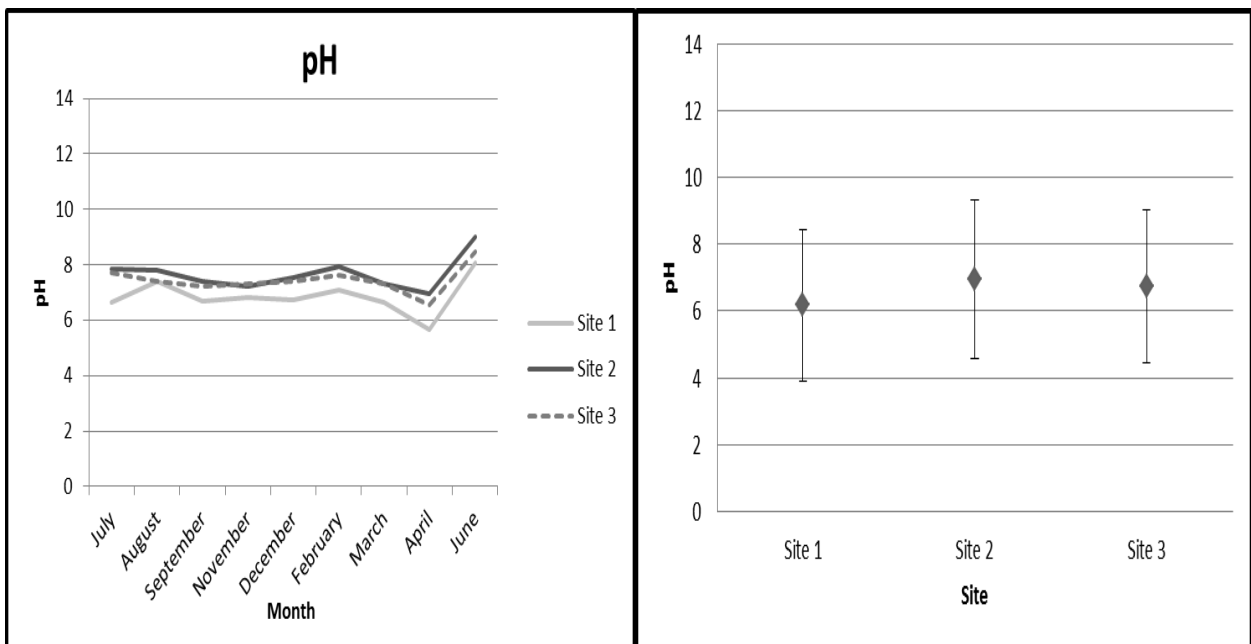 pH
14
12
10
8
6
4
2
0
pH
July
August
September
November
December
February
March
April
June
Month
Site 1
Site 2
Site 3
14
12
10
8
6
4
2
0
pH
Site 1
Site 2
Site 3
Site